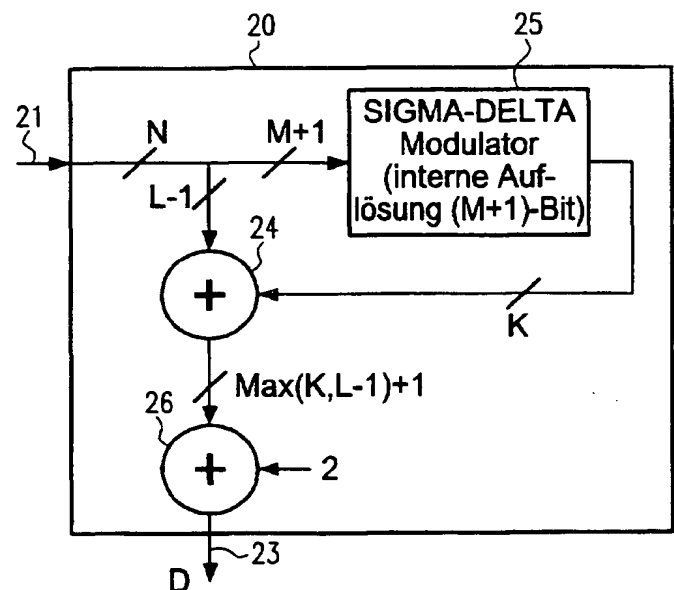 20
25
21
N
M+1
SIGMA-DELTA
Modulator
(interne Auf-
lösung (M+1)-Bit)
L-1
24
+
K
Max(K,L-1)+1
26
+
2
23
D